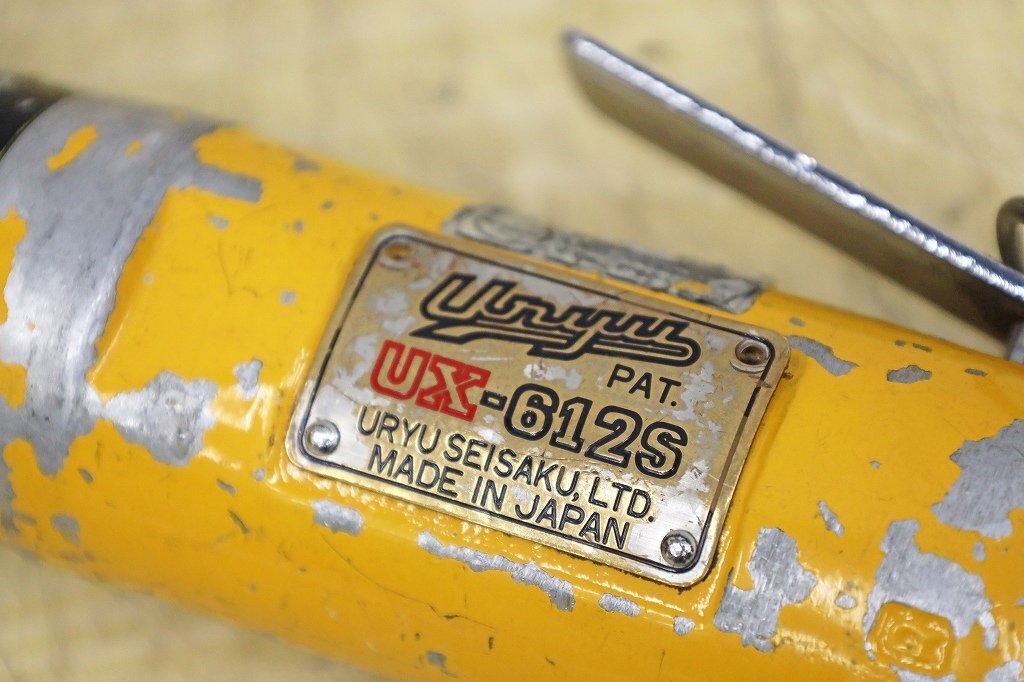 Uryu
PAT.
UX-612S
URYU SEISAKU, LTD.
MADE IN JAPAN